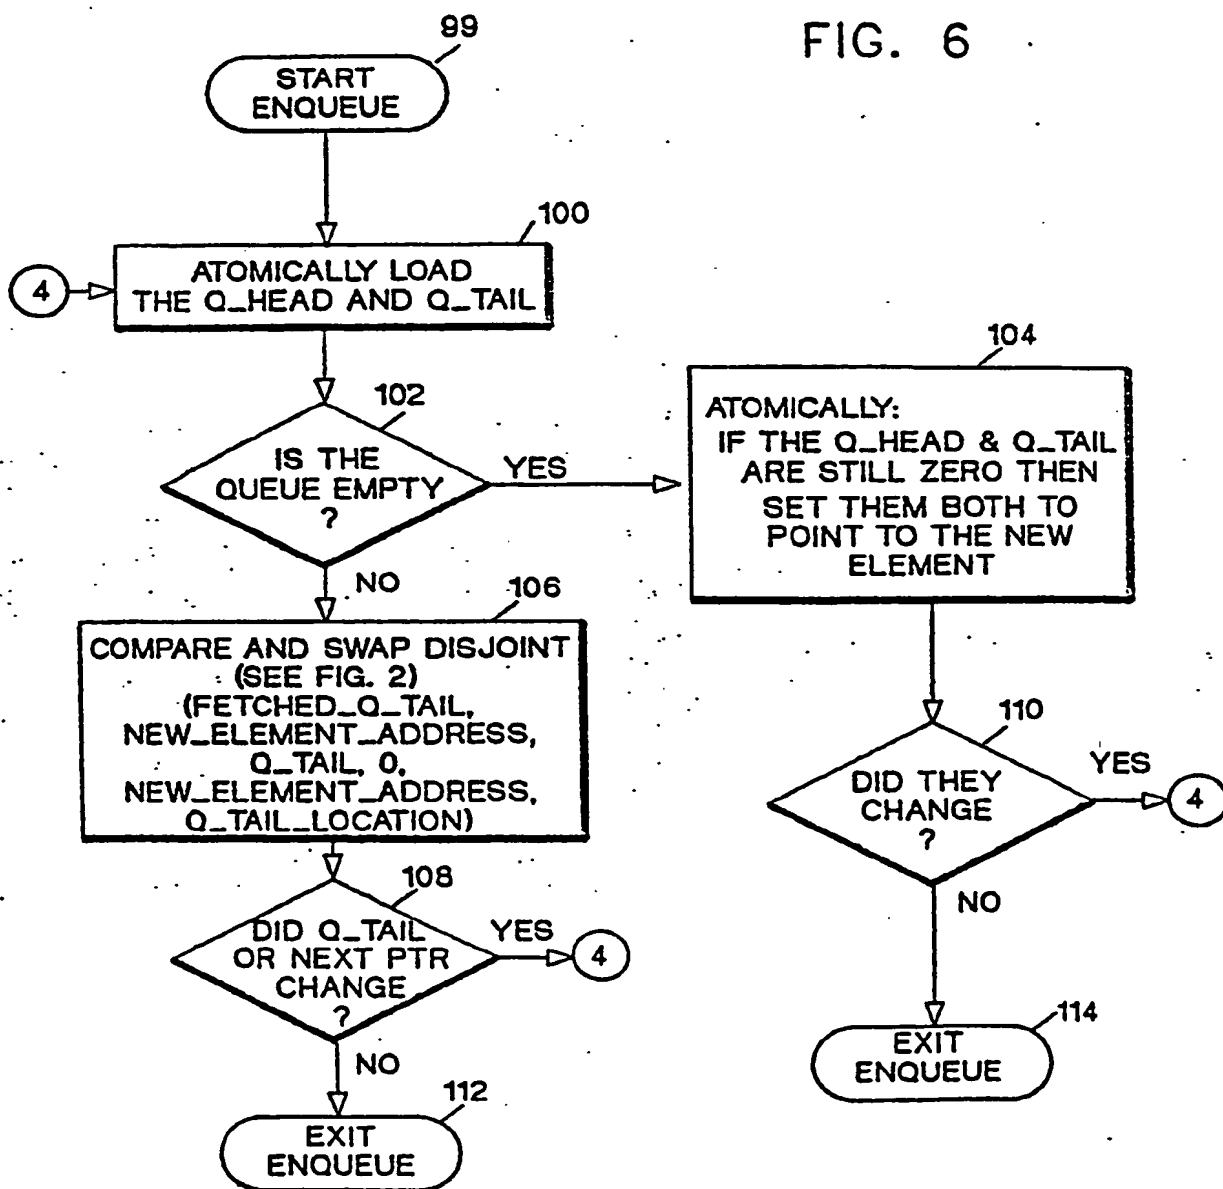 FIG. 6
99
START
ENQUEUE
100
4
ATOMICALLY LOAD
THE Q_HEAD AND Q_TAIL
102
IS THE
QUEUE EMPTY
?
YES
NO
104
ATOMICALLY:
IF THE Q_HEAD & Q_TAIL
ARE STILL ZERO THEN
SET THEM BOTH TO
POINT TO THE NEW
ELEMENT
106
COMPARE AND SWAP DISJOINT
(SEE FIG. 2)
(FETCHED_Q_TAIL,
NEW_ELEMENT_ADDRESS,
Q_TAIL, 0,
NEW_ELEMENT_ADDRESS,
Q_TAIL_LOCATION)
108
DID Q_TAIL
OR NEXT PTR
CHANGE
?
YES
4
NO
112
EXIT
ENQUEUE
110
DID THEY
CHANGE
?
YES
4
NO
114
EXIT
ENQUEUE